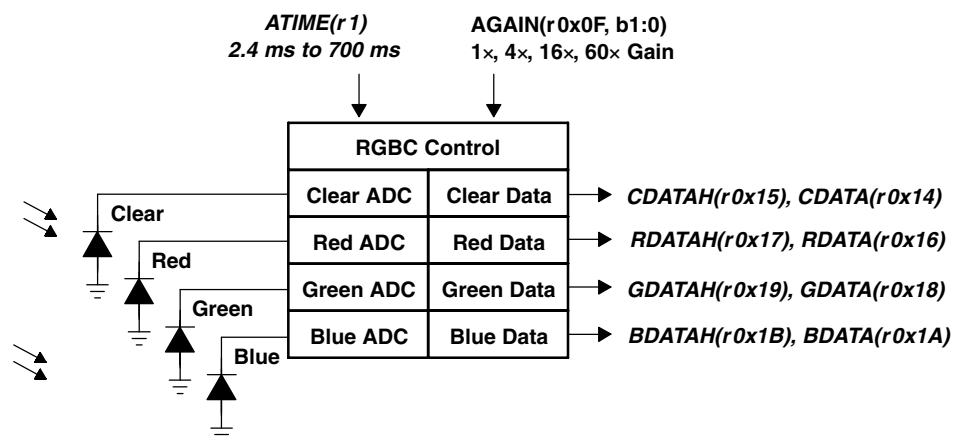 ATIME(r1)
2.4 ms to 700 ms
AGAIN(r0x0F, b1:0)
1×, 4×, 16×, 60× Gain
RGBC Control
Clear ADC
Clear Data
CDATAH(r0x15), CDATA(r0x14)
Clear
Red ADC
Red Data
RDATAH(r0x17), RDATA(r0x16)
Red
Green ADC
Green Data
GDATAH(r0x19), GDATA(r0x18)
Green
Blue ADC
Blue Data
BDATAH(r0x1B), BDATA(r0x1A)
Blue